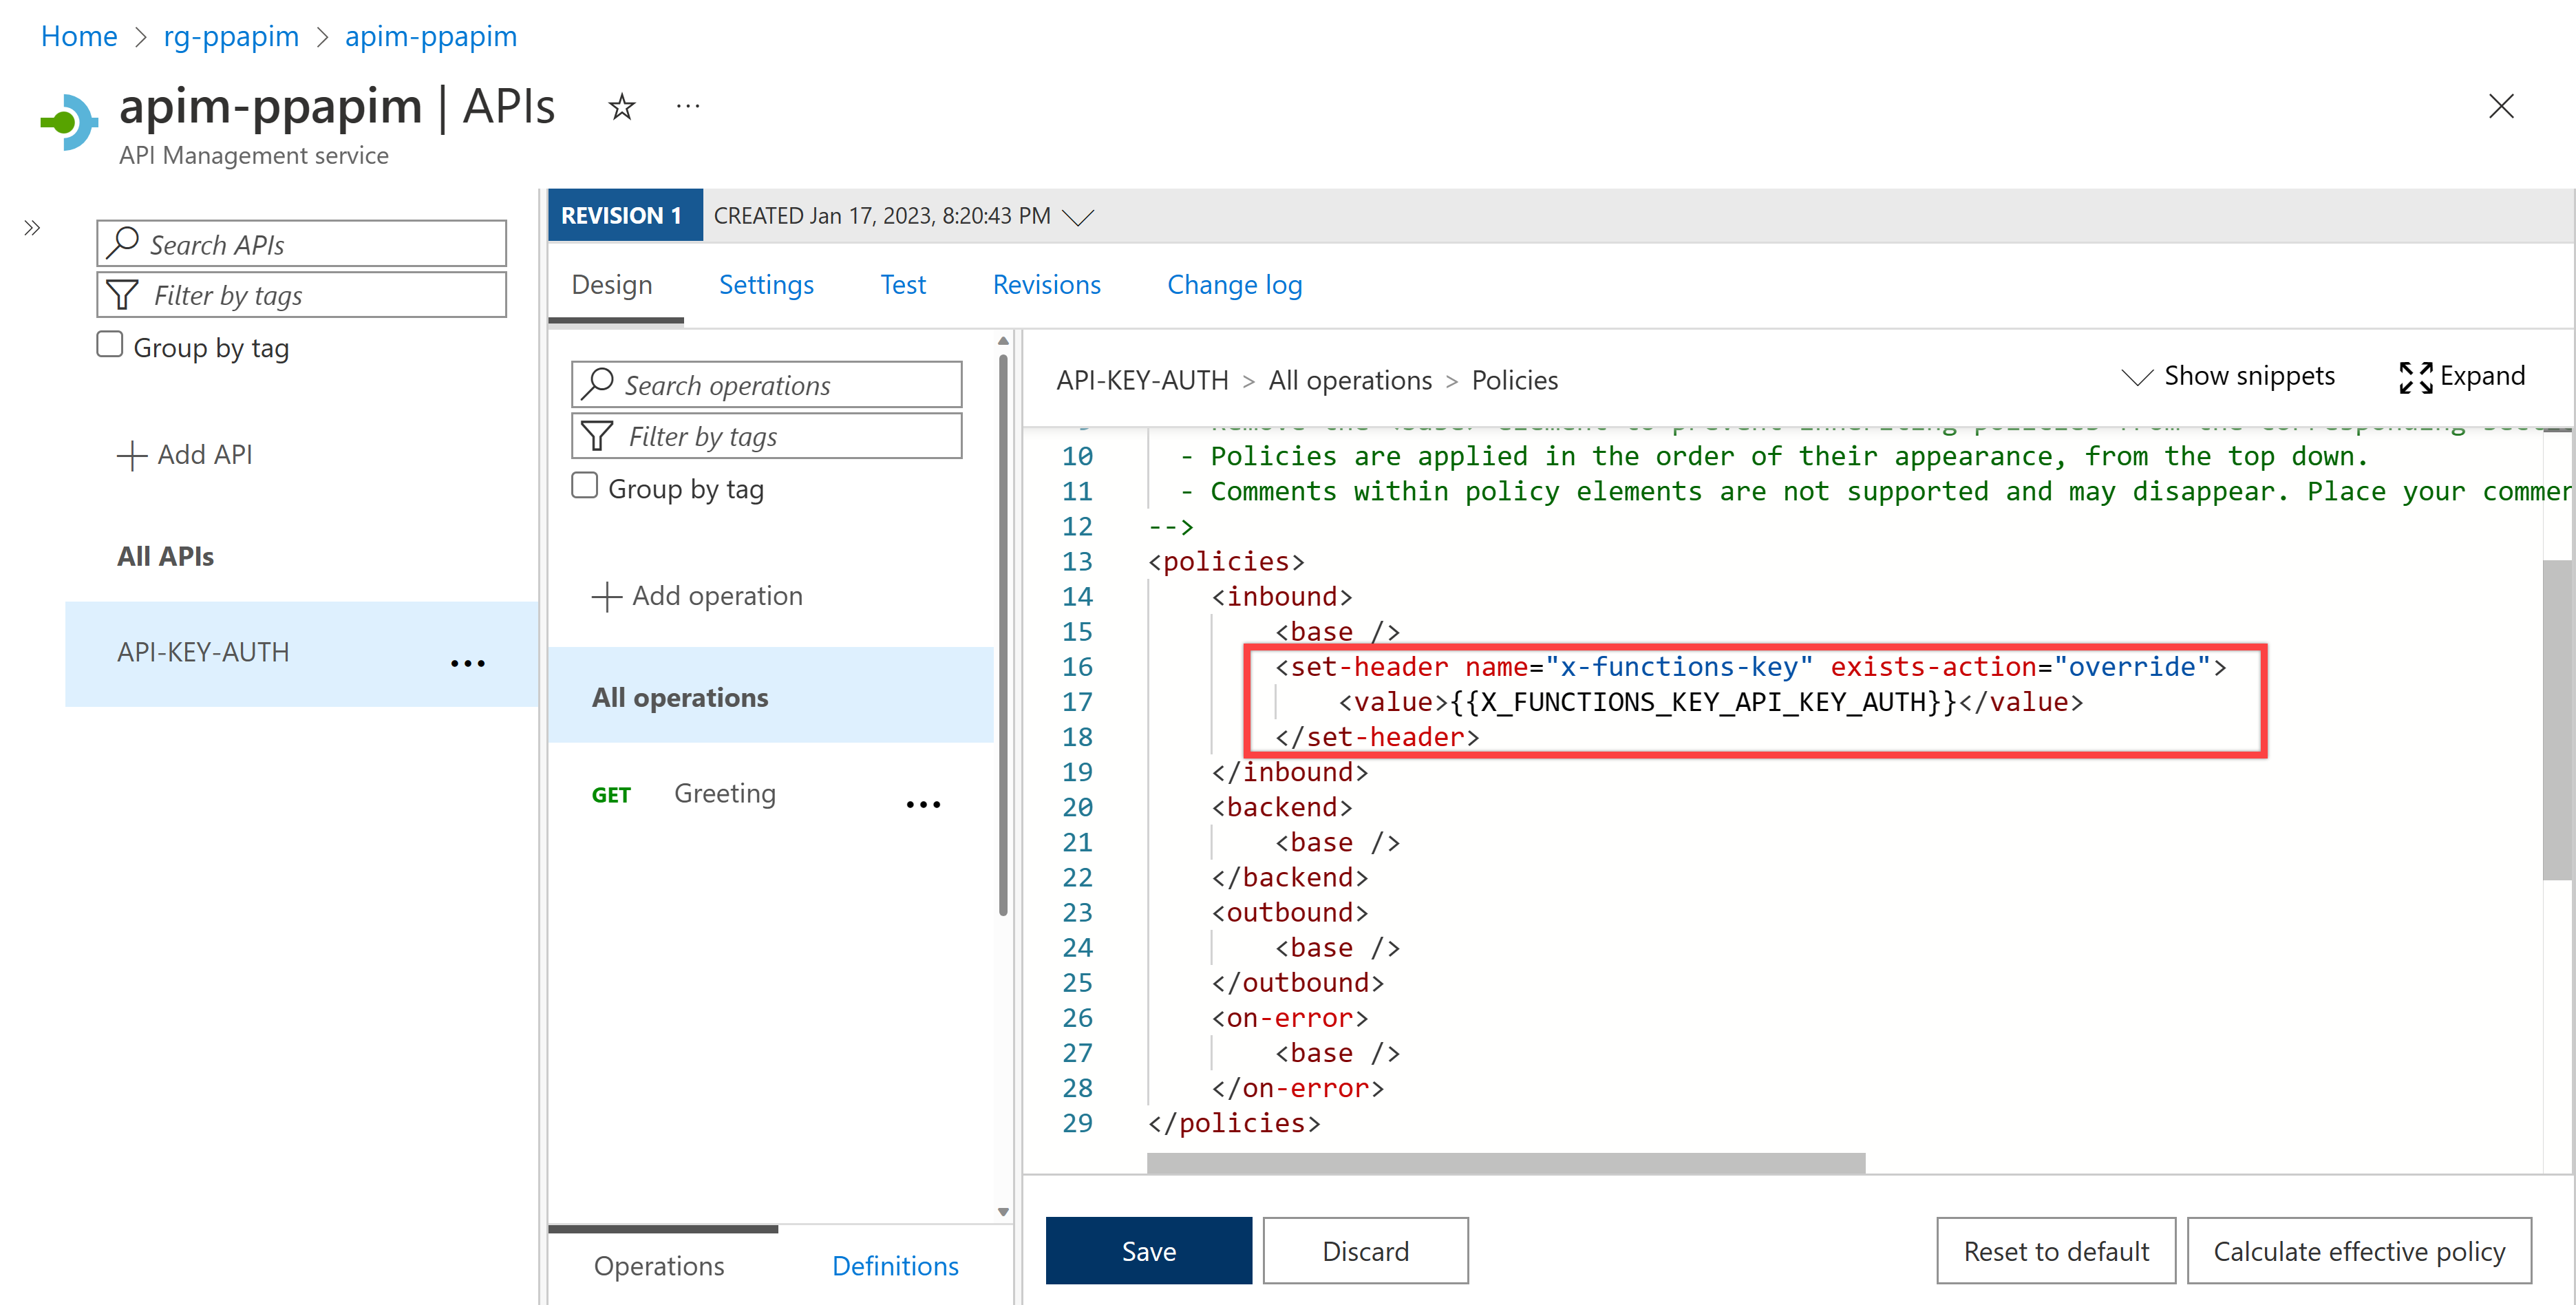 Home > rg-ppapim > apim-ppapim
apim-ppapim | APIs
API Management service
Search APIs
Filter by tags
Group by tag
Add API
All APIs
API-KEY-AUTH
REVISION 1 CREATED Jan 17, 2023, 8:20:43 PM
Design Settings Test Revisions Change log
Search operations
Filter by tags
Group by tag
Add operation
All operations
GET Greeting
Operations Definitions
API-KEY-AUTH > All operations > Policies
Show snippets Expand
10 - Policies are applied in the order of their appearance, from the top down.
11 - Comments within policy elements are not supported and may disappear. Place your
12 -->
13 <policies>
14 <inbound>
15 <base />
16 <set-header name="x-functions-key" exists-action="override">
17 <value>{{X_FUNCTIONS_KEY_API_KEY_AUTH}}</value>
18 </set-header>
19 </inbound>
20 <backend>
21 <base />
22 </backend>
23 <outbound>
24 <base />
25 </outbound>
26 <on-error>
27 <base />
28 </on-error>
29 </policies>
Save Discard Reset to default Calculate effective policy